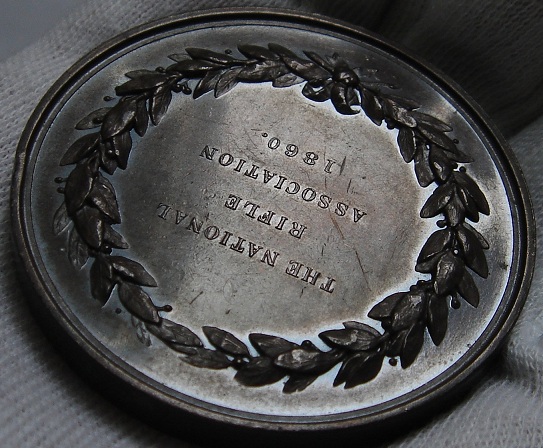 THE NATIONAL
RIFLE
ASSOCIATION
1860.